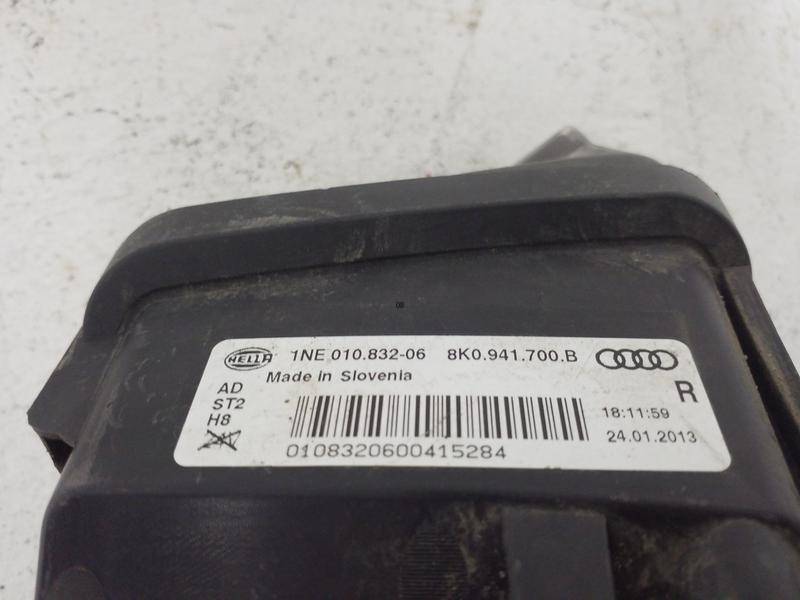 HELLA 1NE 010.832-06 8K0.941.700.B
Made in Slovenia
AD
ST2
H8
R
18:11:59
24.01.2013
0108320600415284